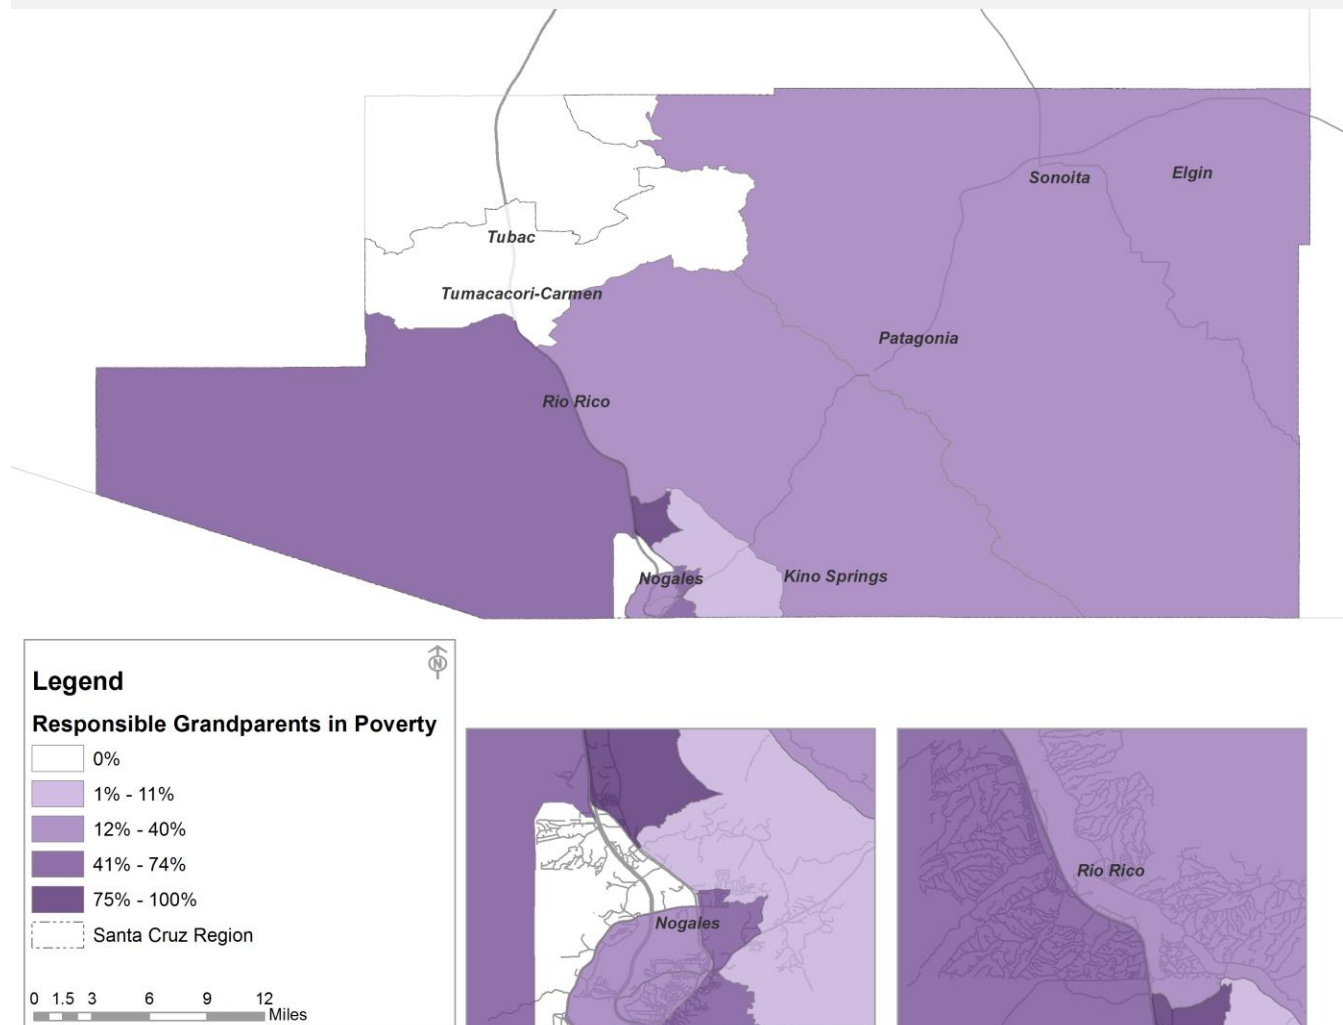 Sonoita
Elgin
Tubac
Tumacacori-Carmen
Patagonia
Rio Rico
Nogales
Kino Springs
N
Legend
Responsible Grandparents in Poverty
0%
1% - 11%
12% - 40%
41% - 74%
75% - 100%
Santa Cruz Region
0 1.5 3 6 9 12
Miles
Nogales
Rio Rico